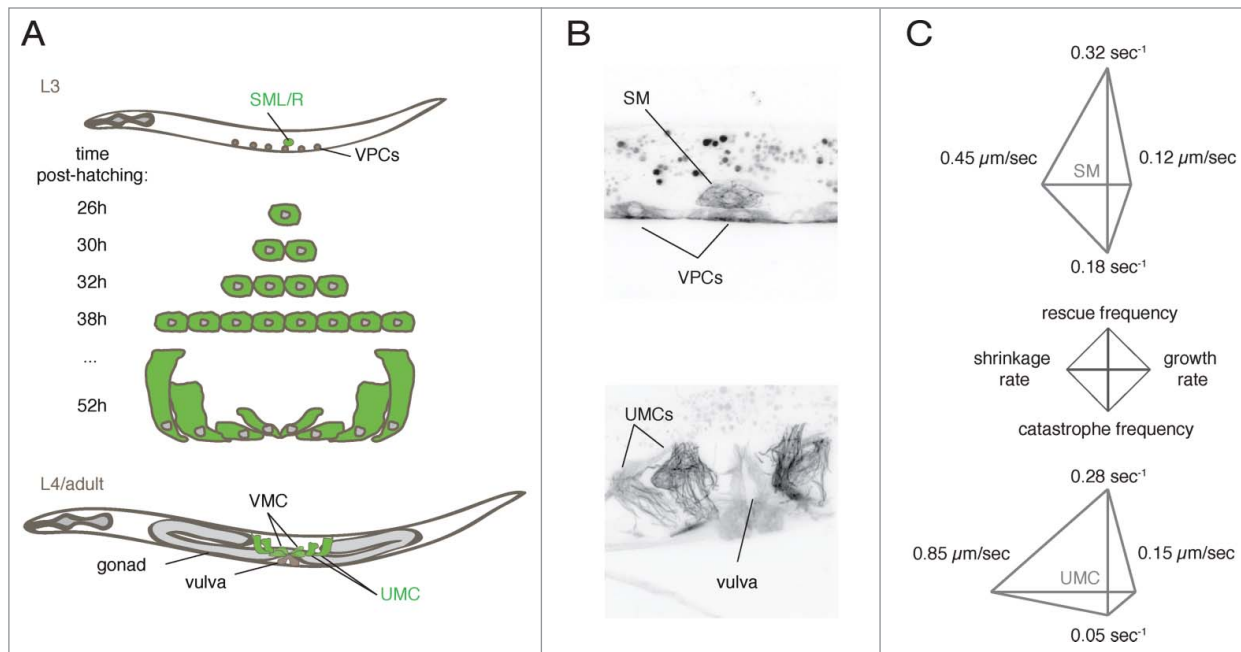 A
L3
SML/R
VPCs
time
post-hatching:
26h
30h
32h
38h
...
52h
L4/adult
VMC
gonad
vulva
UMC
B
SM
VPCs
UMCs
vulva
C
0.32 sec⁻¹
0.45 µm/sec
SM
0.12 µm/sec
0.18 sec⁻¹
rescue frequency
shrinkage
rate
growth
rate
catastrophe frequency
0.28 sec⁻¹
0.85 µm/sec
UMC
0.15 µm/sec
0.05 sec⁻¹